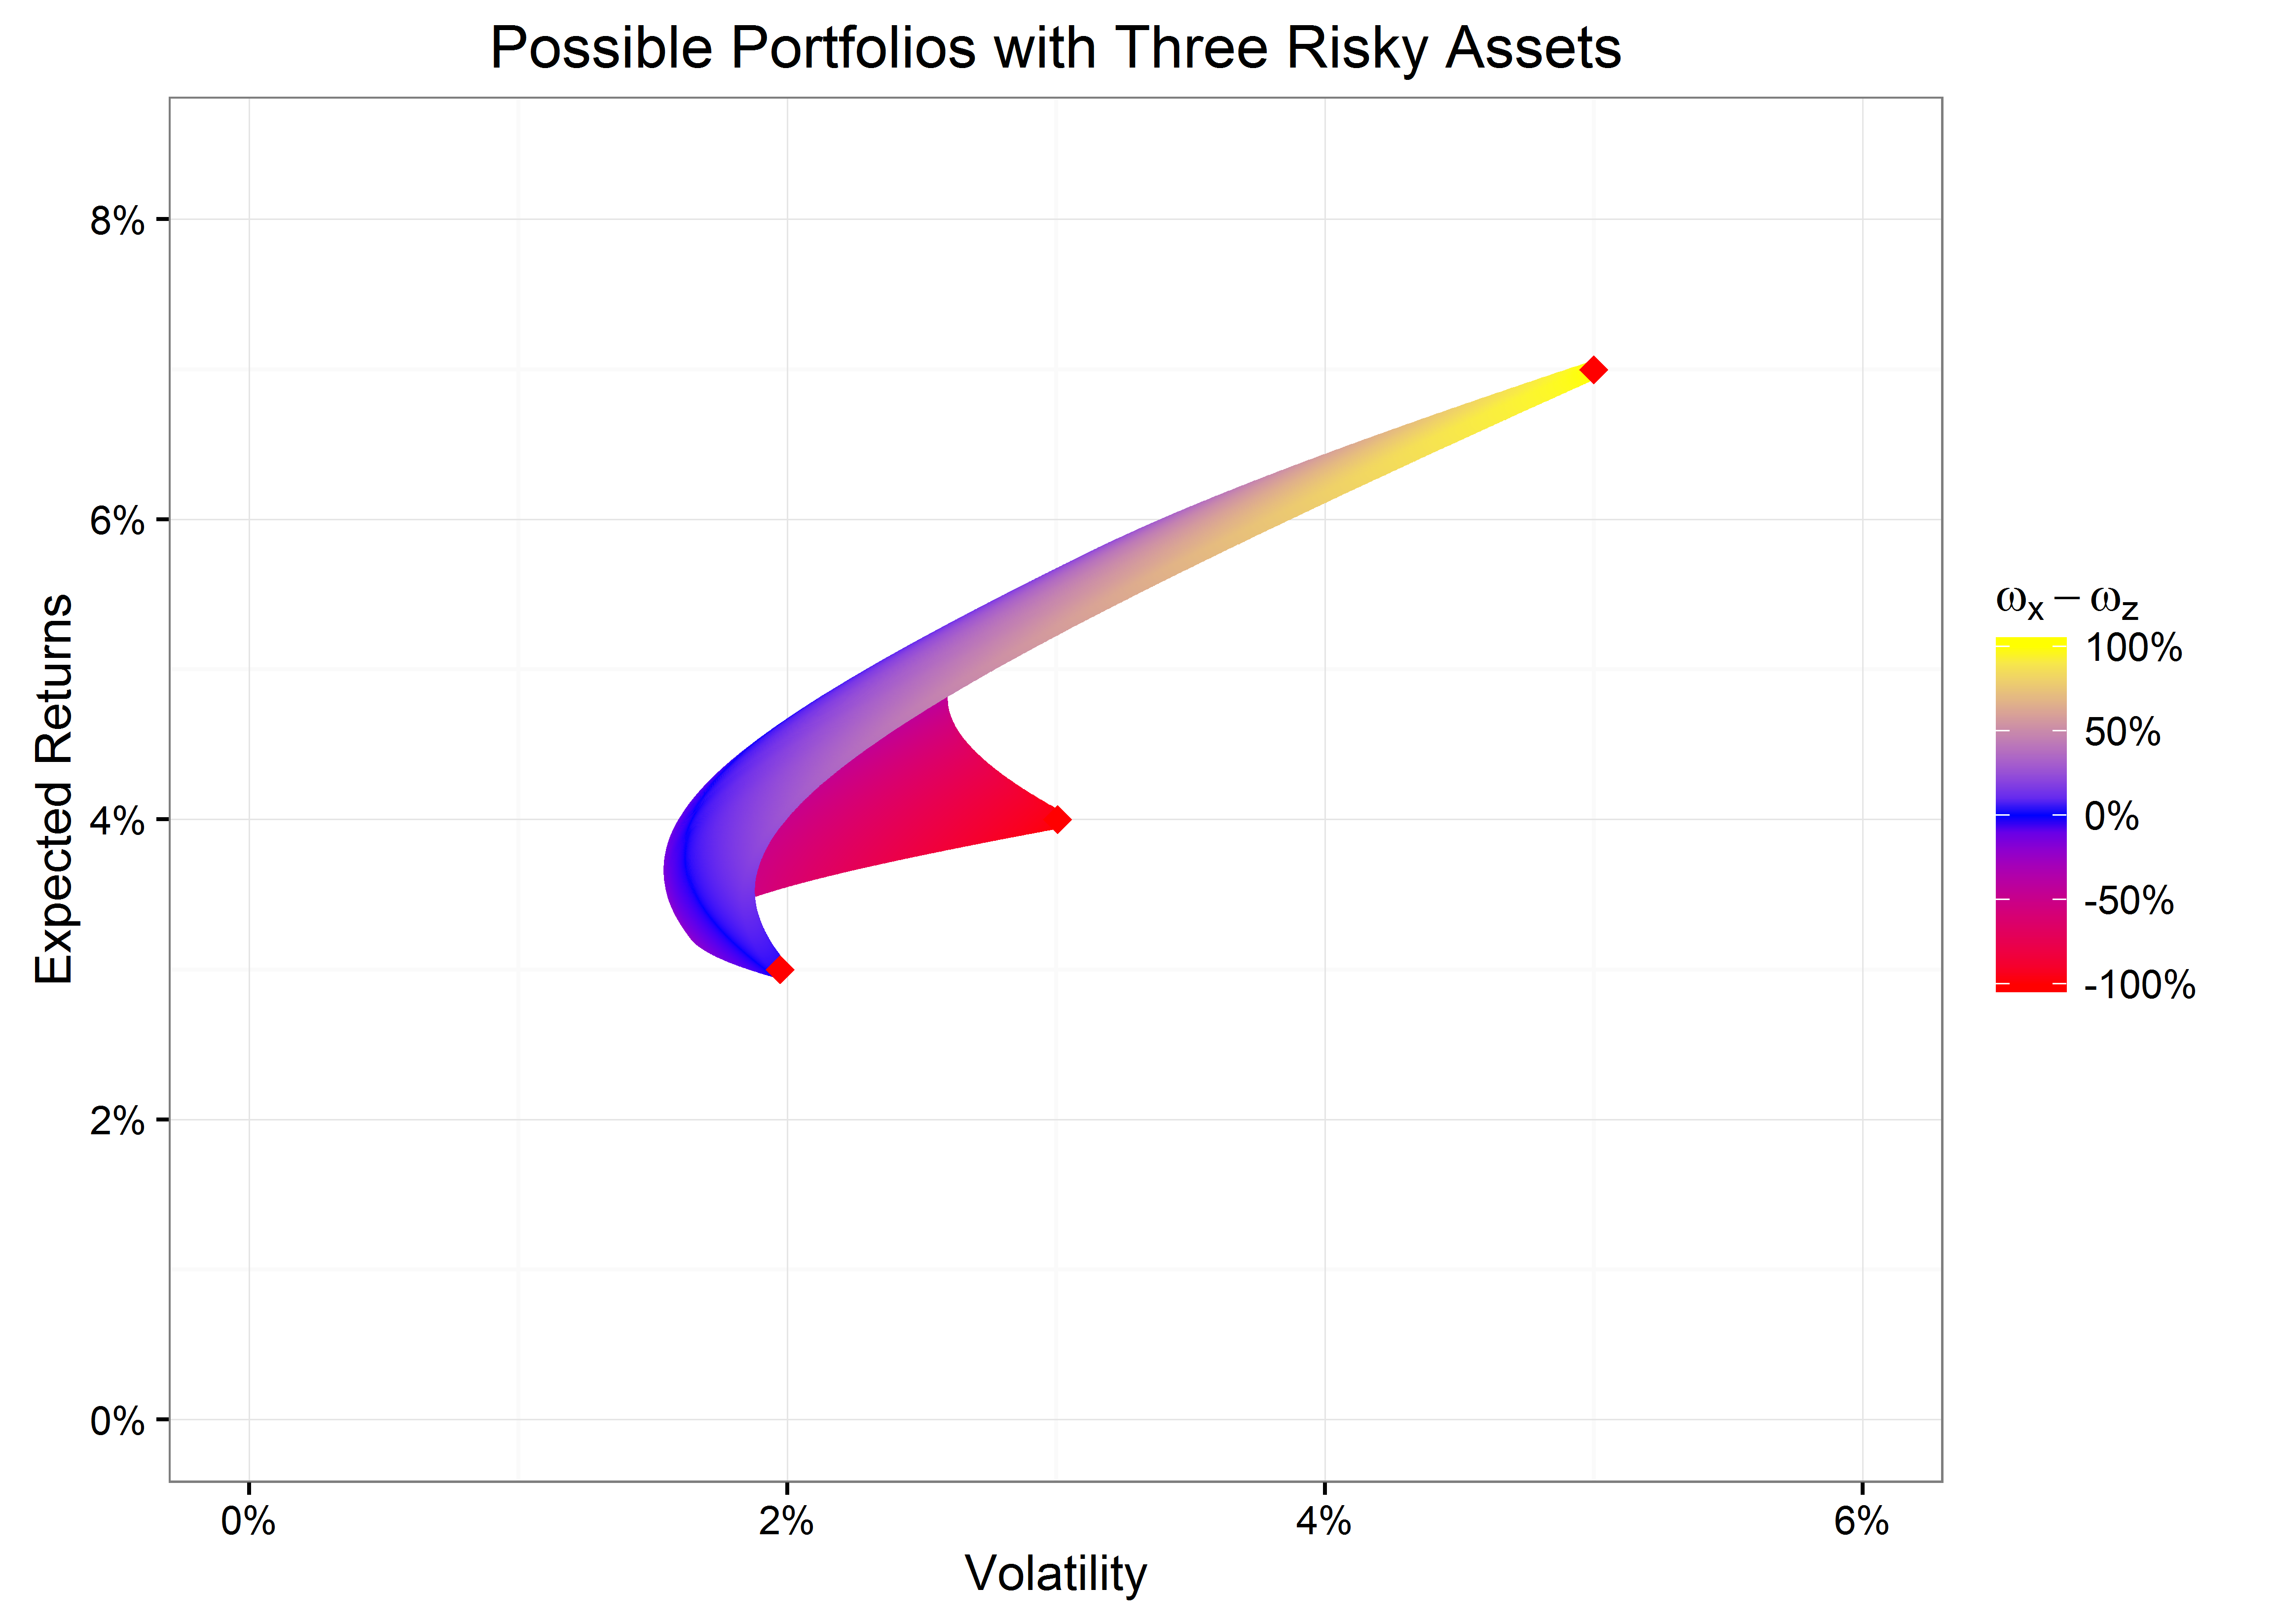 Possible Portfolios with Three Risky Assets
Expected Returns
8%
6%
4%
2%
0%
0% 2% 4% 6%
Volatility
ωx − ωz
100%
50%
0%
-50%
-100%